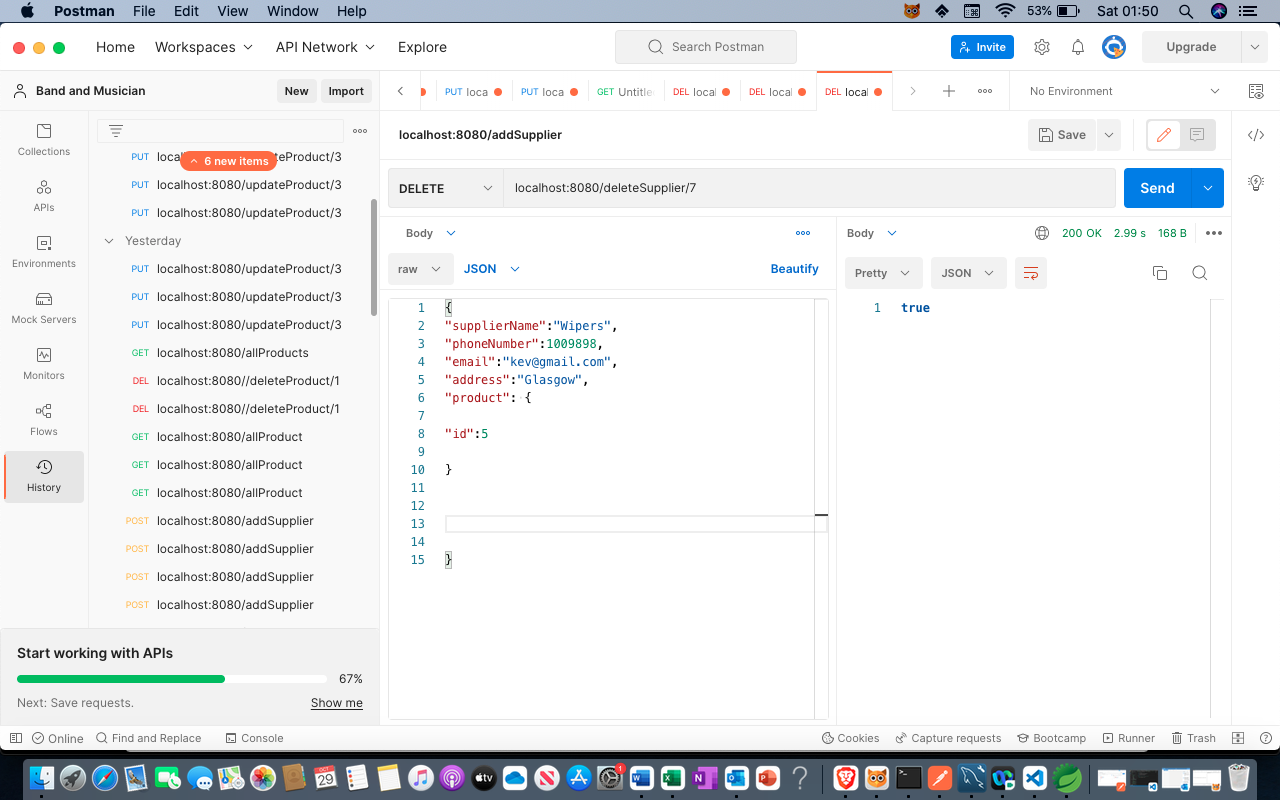 Postman File Edit View Window Help 53% Sat 01:50
Home Workspaces API Network Explore Search Postman Invite Upgrade
Band and Musician New Import
PUT loca PUT loca GET Untitle DEL local DEL local DEL local No Environment
Collections
APIs
Environments
Mock Servers
Monitors
Flows
History
6 new items
PUT localhost:8080/updateProduct/3
PUT localhost:8080/updateProduct/3
Yesterday
PUT localhost:8080/updateProduct/3
PUT localhost:8080/updateProduct/3
PUT localhost:8080/updateProduct/3
GET localhost:8080/allProducts
DEL localhost:8080//deleteProduct/1
DEL localhost:8080//deleteProduct/1
GET localhost:8080/allProduct
GET localhost:8080/allProduct
GET localhost:8080/allProduct
POST localhost:8080/addSupplier
POST localhost:8080/addSupplier
POST localhost:8080/addSupplier
POST localhost:8080/addSupplier
Start working with APIs
67%
Next: Save requests. Show me
localhost:8080/addSupplier Save
DELETE localhost:8080/deleteSupplier/7 Send
Body
raw JSON Beautify
1 {
2 "supplierName":"Wipers",
3 "phoneNumber":1009898,
4 "email":"kev@gmail.com",
5 "address":"Glasgow",
6 "product": {
7
8 "id":5
9
10 }
11
12
13
14
15 }
Body 200 OK 2.99 s 168 B
Pretty JSON
1 true
Online Find and Replace Console Cookies Capture requests Bootcamp Runner Trash
OCT
29
tv
1